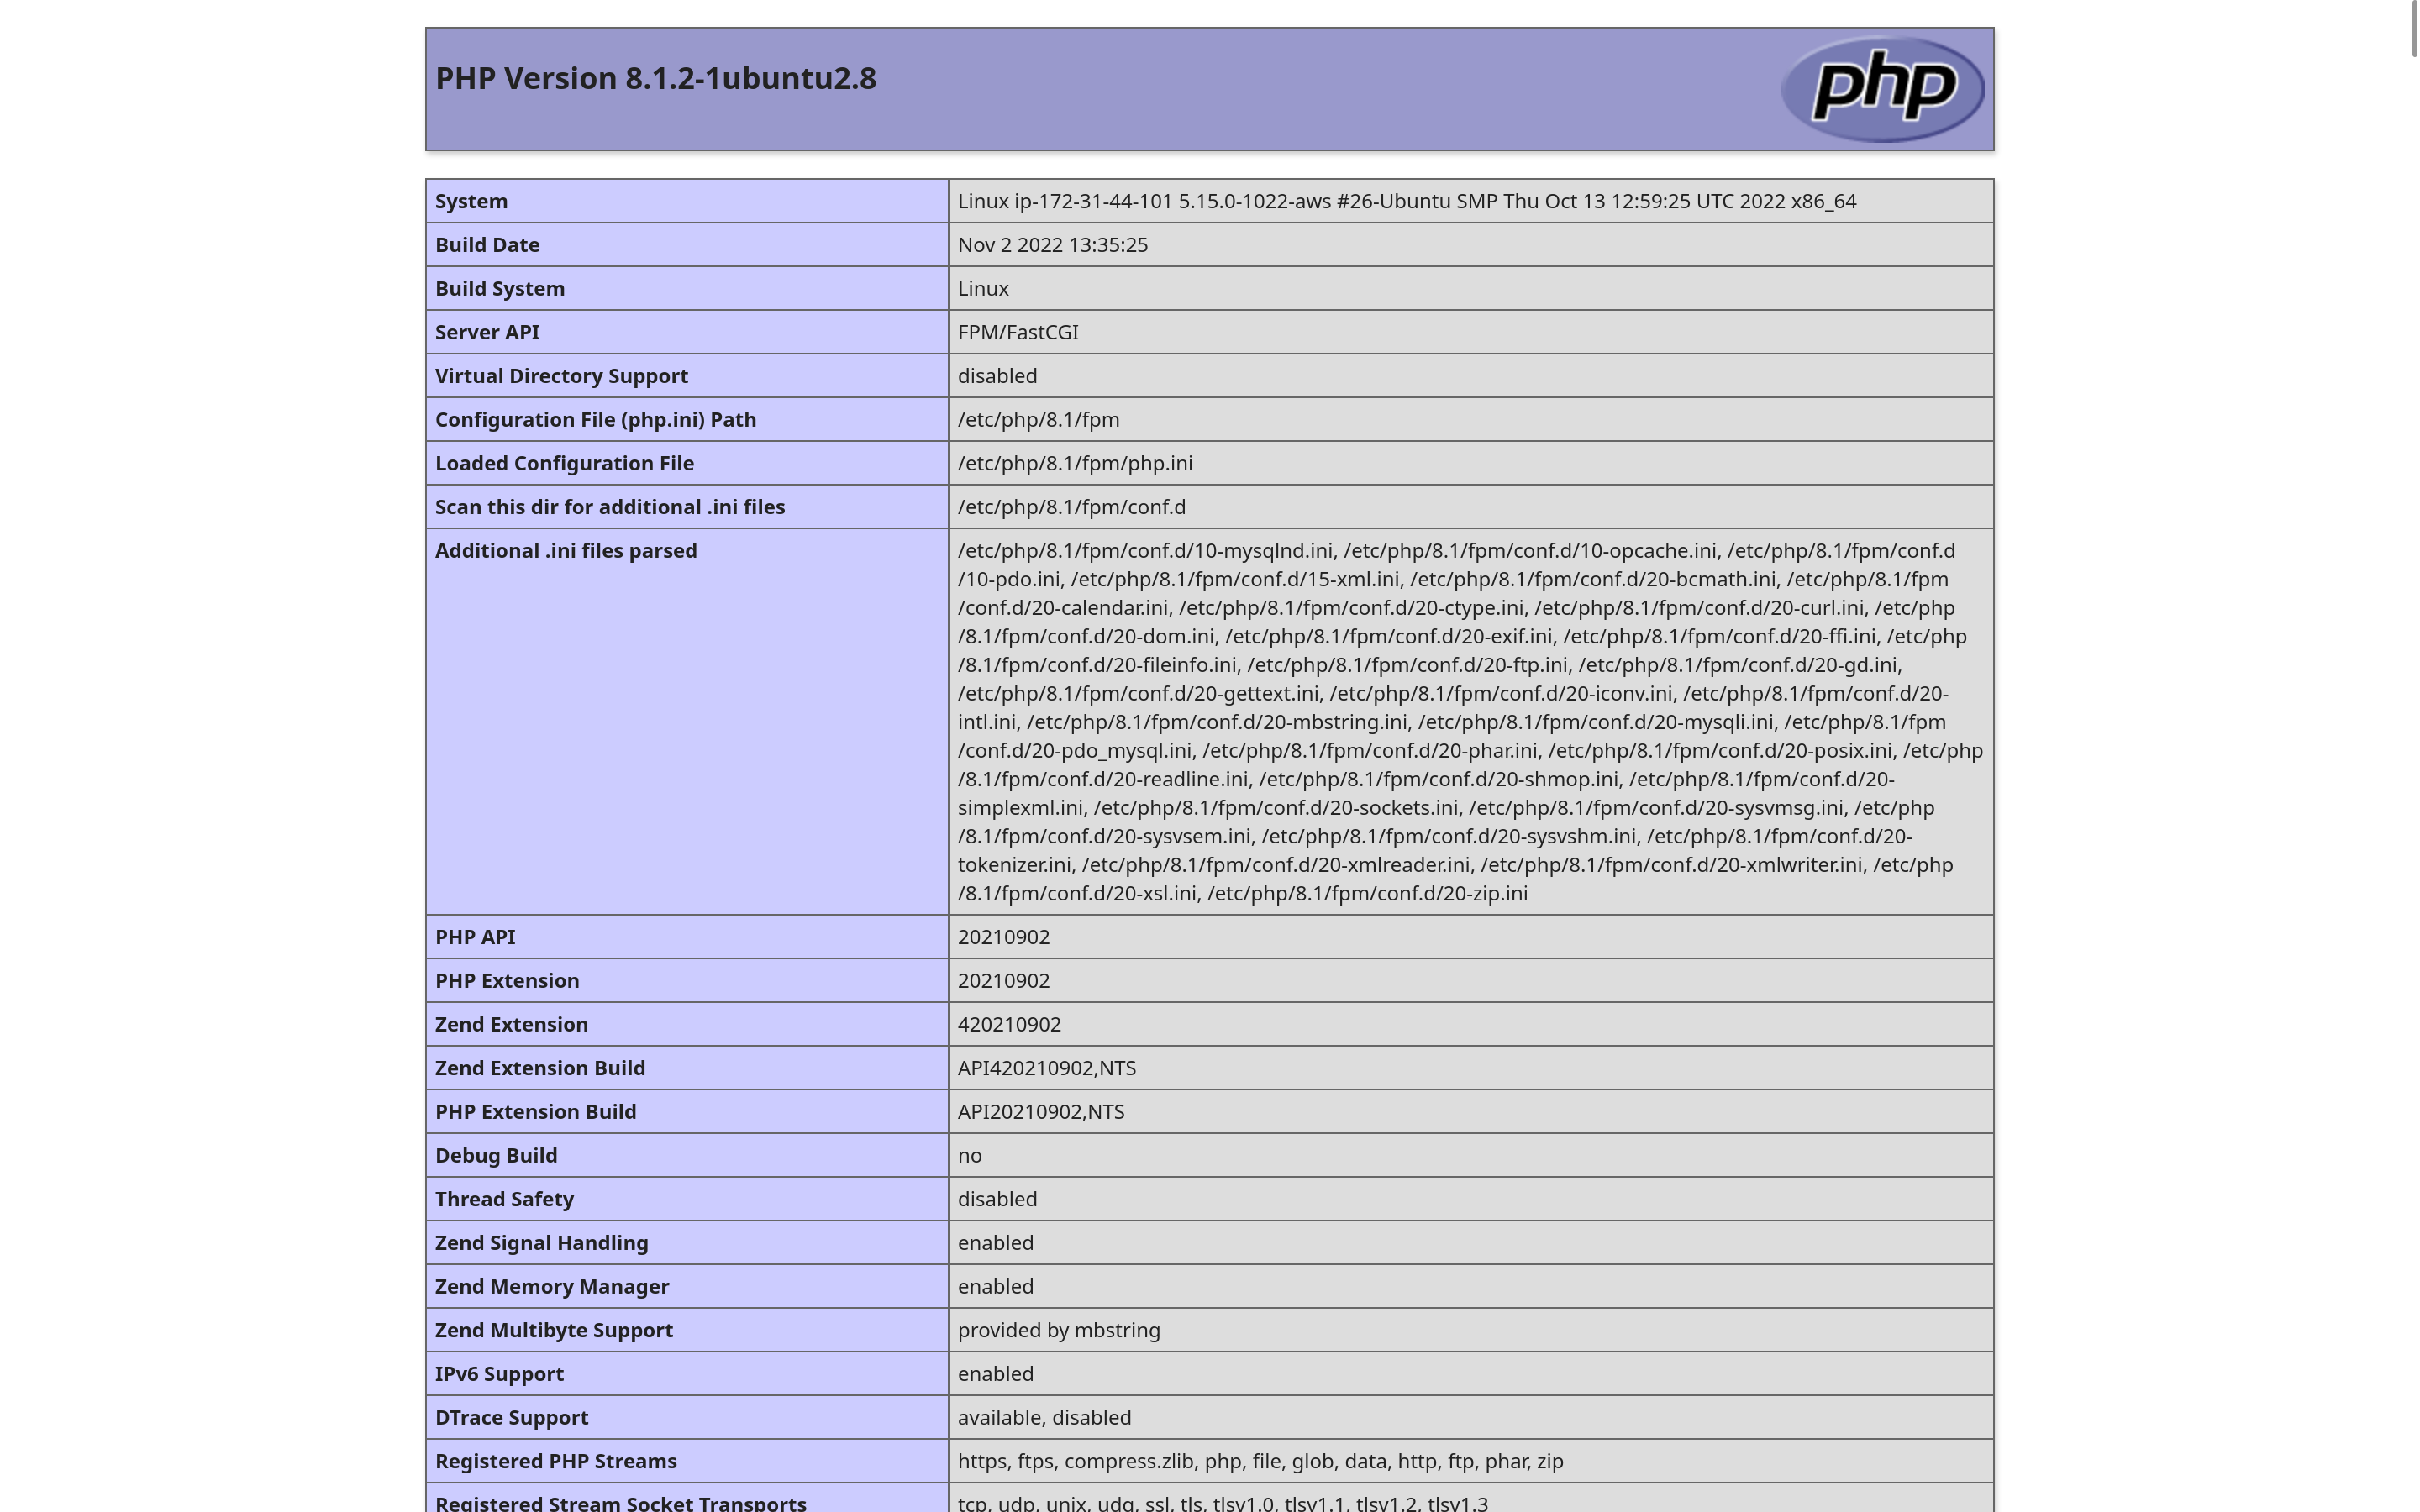 PHP Version 8.1.2-1ubuntu2.8
php
System Linux ip-172-31-44-101 5.15.0-1022-aws #26-Ubuntu SMP Thu Oct 13 12:59:25 UTC 2022 x86_64
Build Date Nov 2 2022 13:35:25
Build System Linux
Server API FPM/FastCGI
Virtual Directory Support disabled
Configuration File (php.ini) Path /etc/php/8.1/fpm
Loaded Configuration File /etc/php/8.1/fpm/php.ini
Scan this dir for additional .ini files /etc/php/8.1/fpm/conf.d
Additional .ini files parsed /etc/php/8.1/fpm/conf.d/10-mysqlnd.ini, /etc/php/8.1/fpm/conf.d/10-opcache.ini, /etc/php/8.1/fpm/conf.d
/10-pdo.ini, /etc/php/8.1/fpm/conf.d/15-xml.ini, /etc/php/8.1/fpm/conf.d/20-bcmath.ini, /etc/php/8.1/fpm
/conf.d/20-calendar.ini, /etc/php/8.1/fpm/conf.d/20-ctype.ini, /etc/php/8.1/fpm/conf.d/20-curl.ini, /etc/php
/8.1/fpm/conf.d/20-dom.ini, /etc/php/8.1/fpm/conf.d/20-exif.ini, /etc/php/8.1/fpm/conf.d/20-ffi.ini, /etc/php
/8.1/fpm/conf.d/20-fileinfo.ini, /etc/php/8.1/fpm/conf.d/20-ftp.ini, /etc/php/8.1/fpm/conf.d/20-gd.ini,
/etc/php/8.1/fpm/conf.d/20-gettext.ini, /etc/php/8.1/fpm/conf.d/20-iconv.ini, /etc/php/8.1/fpm/conf.d/20-
intl.ini, /etc/php/8.1/fpm/conf.d/20-mbstring.ini, /etc/php/8.1/fpm/conf.d/20-mysqli.ini, /etc/php/8.1/fpm
/conf.d/20-pdo_mysql.ini, /etc/php/8.1/fpm/conf.d/20-phar.ini, /etc/php/8.1/fpm/conf.d/20-posix.ini, /etc/php
/8.1/fpm/conf.d/20-readline.ini, /etc/php/8.1/fpm/conf.d/20-shmop.ini, /etc/php/8.1/fpm/conf.d/20-
simplexml.ini, /etc/php/8.1/fpm/conf.d/20-sockets.ini, /etc/php/8.1/fpm/conf.d/20-sysvmsg.ini, /etc/php
/8.1/fpm/conf.d/20-sysvsem.ini, /etc/php/8.1/fpm/conf.d/20-sysvshm.ini, /etc/php/8.1/fpm/conf.d/20-
tokenizer.ini, /etc/php/8.1/fpm/conf.d/20-xmlreader.ini, /etc/php/8.1/fpm/conf.d/20-xmlwriter.ini, /etc/php
/8.1/fpm/conf.d/20-xsl.ini, /etc/php/8.1/fpm/conf.d/20-zip.ini
PHP API 20210902
PHP Extension 20210902
Zend Extension 420210902
Zend Extension Build API420210902,NTS
PHP Extension Build API20210902,NTS
Debug Build no
Thread Safety disabled
Zend Signal Handling enabled
Zend Memory Manager enabled
Zend Multibyte Support provided by mbstring
IPv6 Support enabled
DTrace Support available, disabled
Registered PHP Streams https, ftps, compress.zlib, php, file, glob, data, http, ftp, phar, zip
Registered Stream Socket Transports tcp, udp, unix, udg, ssl, tls, tlsv1.0, tlsv1.1, tlsv1.2, tlsv1.3